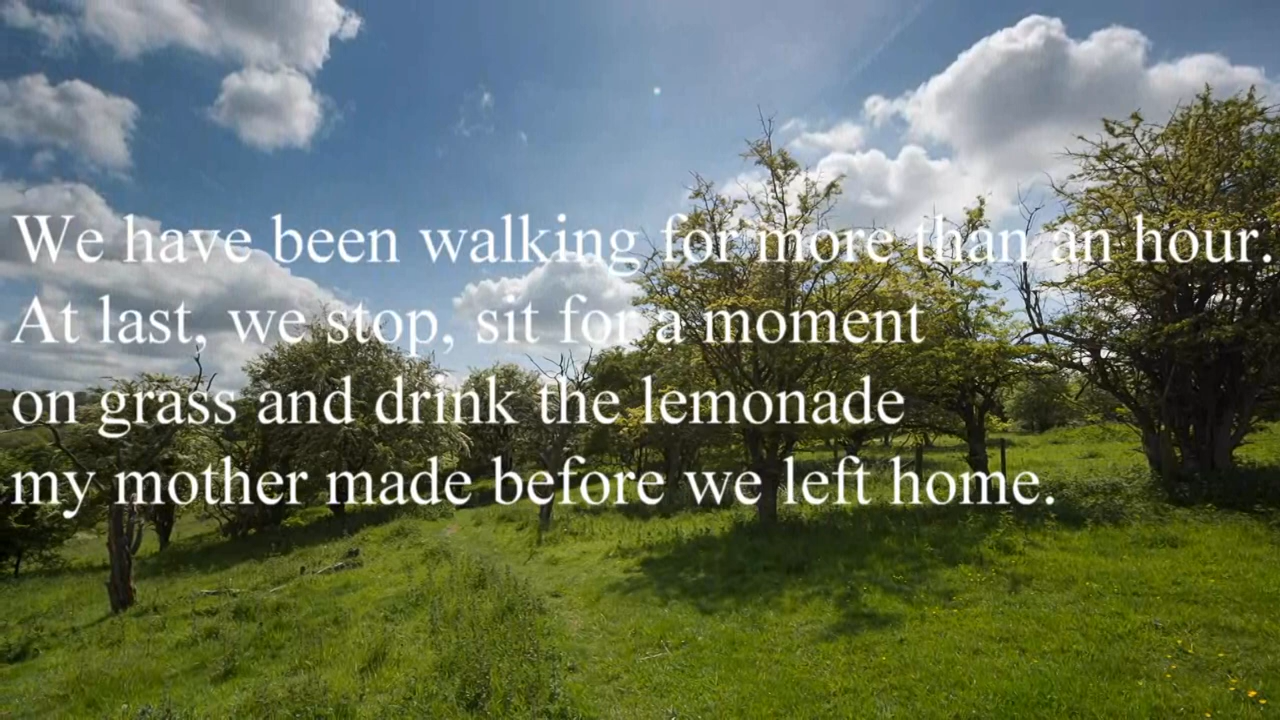 We have been walking for more than an hour.
At last, we stop, sit for a moment
on grass and drink the lemonade
my mother made before we left home.